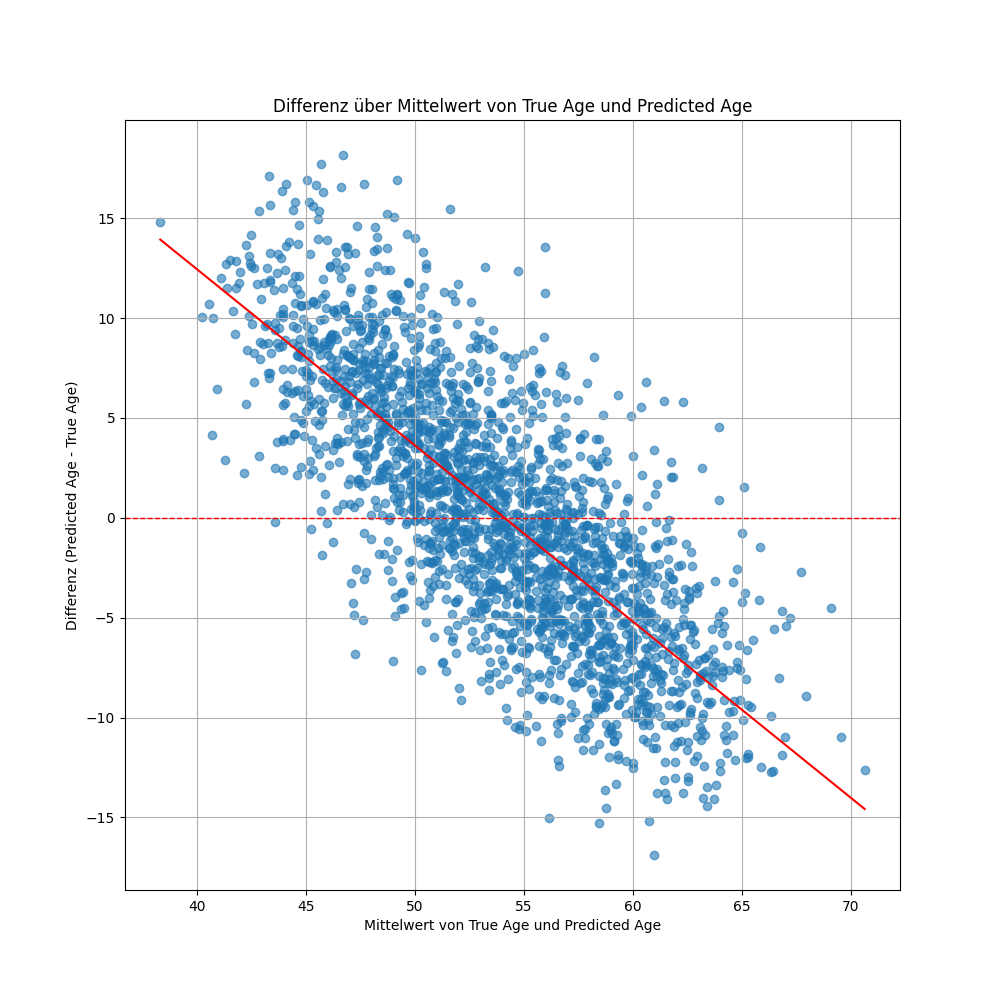 Differenz über Mittelwert von True Age und Predicted Age
Differenz (Predicted Age - True Age)
15
10
5
0
−5
−10
−15
40 45 50 55 60 65 70
Mittelwert von True Age und Predicted Age